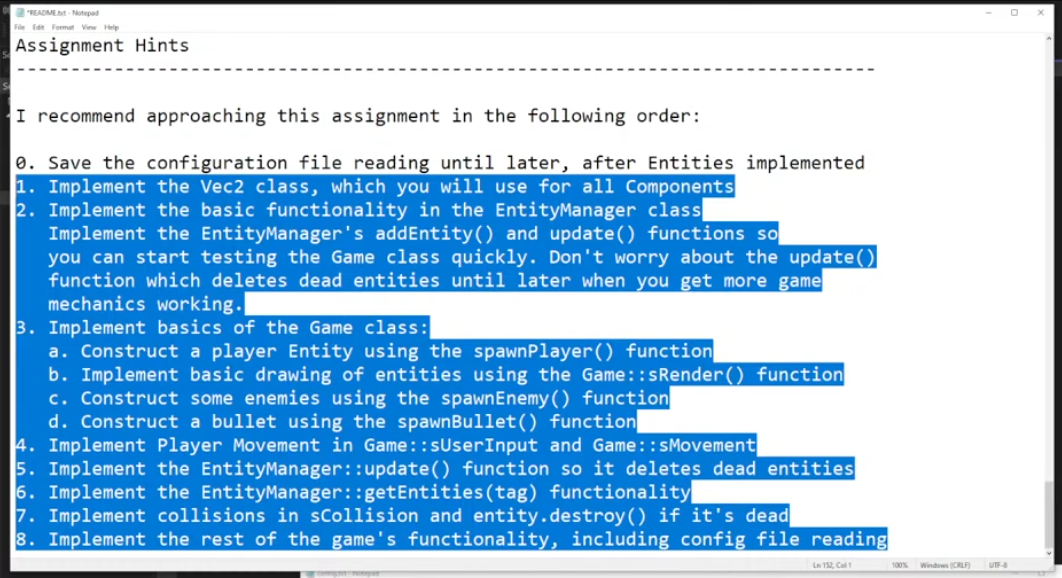 *README.txt - Notepad
File Edit Format View Help
Assignment Hints
--------------------------------------------------------------------------------
I recommend approaching this assignment in the following order:
0. Save the configuration file reading until later, after Entities implemented
1. Implement the Vec2 class, which you will use for all Components
2. Implement the basic functionality in the EntityManager class
Implement the EntityManager's addEntity() and update() functions so
you can start testing the Game class quickly. Don't worry about the update()
function which deletes dead entities until later when you get more game
mechanics working.
3. Implement basics of the Game class:
a. Construct a player Entity using the spawnPlayer() function
b. Implement basic drawing of entities using the Game::sRender() function
c. Construct some enemies using the spawnEnemy() function
d. Construct a bullet using the spawnBullet() function
4. Implement Player Movement in Game::sUserInput and Game::sMovement
5. Implement the EntityManager::update() function so it deletes dead entities
6. Implement the EntityManager::getEntities(tag) functionality
7. Implement collisions in sCollision and entity.destroy() if it's dead
8. Implement the rest of the game's functionality, including config file reading
Ln 152, Col 1 100% Windows (CRLF) UTF-8
config.txt - Notepad